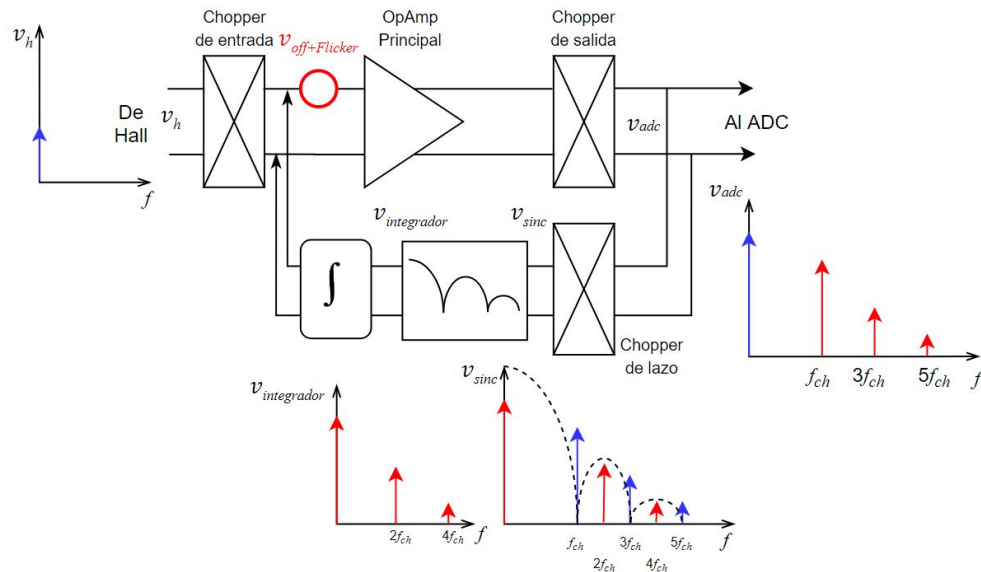 Chopper
de entrada
OpAmp
Principal
Chopper
de salida
v_h
v_off+Flicker
De
Hall
v_h
v_adc
Al ADC
f
v_integrador
v_sinc
∫
Chopper
de lazo
v_adc
f_ch 3f_ch 5f_ch f
v_integrador
2f_ch 4f_ch f
v_sinc
f_ch 3f_ch 5f_ch f
2f_ch 4f_ch